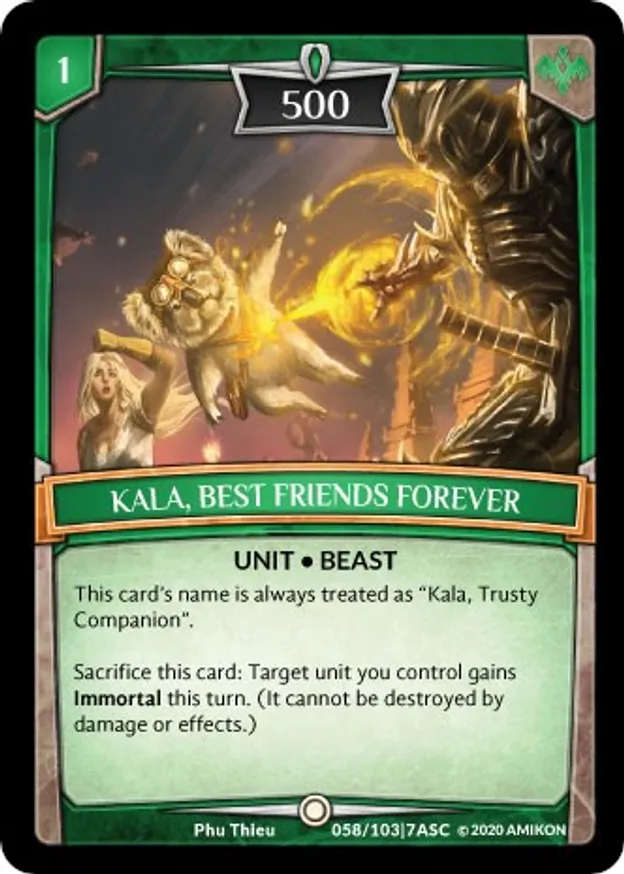 1
500
KALA, BEST FRIENDS FOREVER
UNIT • BEAST
This card's name is always treated as “Kala, Trusty
Companion”.
Sacrifice this card: Target unit you control gains
Immortal this turn. (It cannot be destroyed by
damage or effects.)
Phu Thieu 058/103|7ASC © 2020 AMIKON